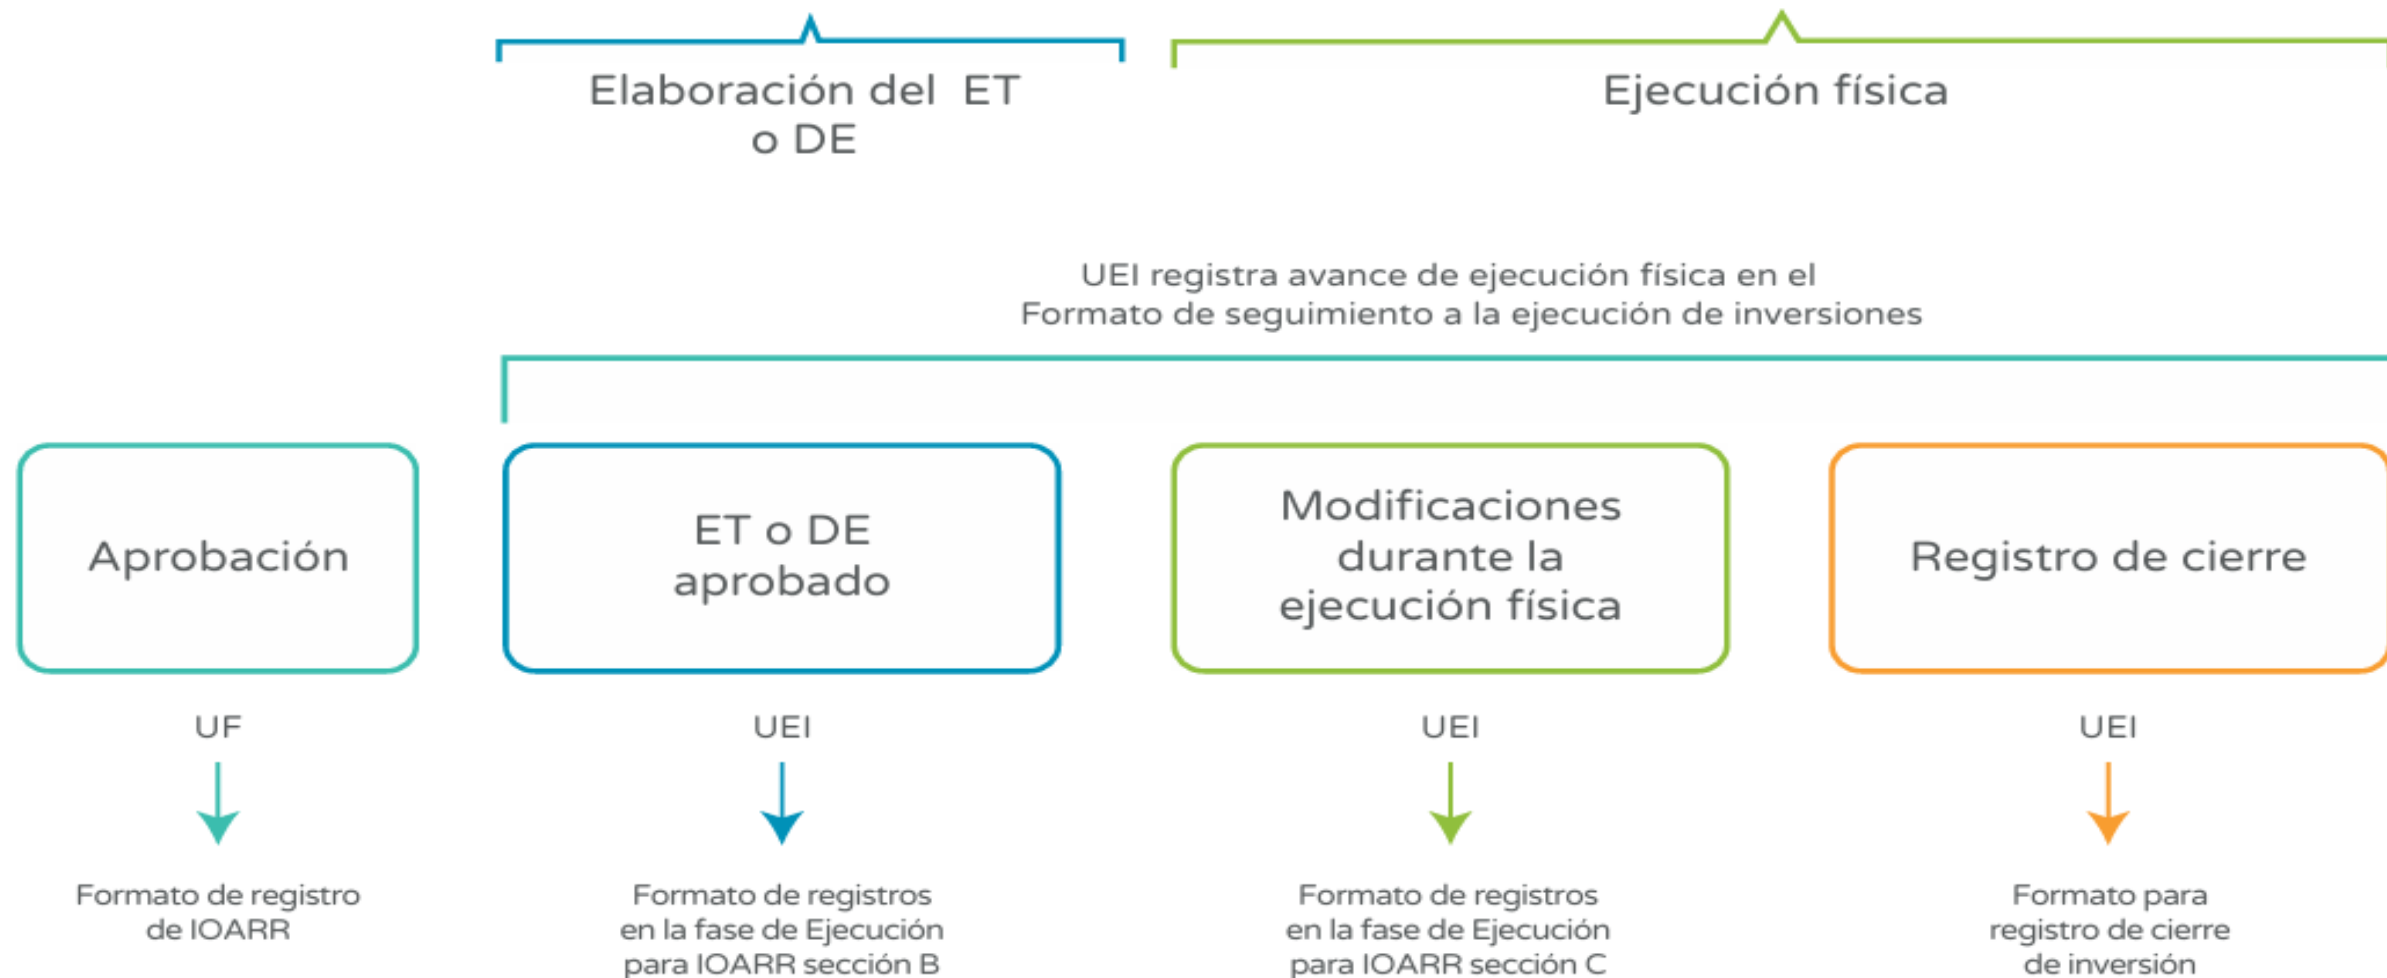 Elaboración del ET
o DE
Ejecución física
UEI registra avance de ejecución física en el
Formato de seguimiento a la ejecución de inversiones
Aprobación
ET o DE
aprobado
Modificaciones
durante la
ejecución física
Registro de cierre
UF
UEI
UEI
UEI
Formato de registro
de IOARR
Formato de registros
en la fase de Ejecución
para IOARR sección B
Formato de registros
en la fase de Ejecución
para IOARR sección C
Formato para
registro de cierre
de inversión